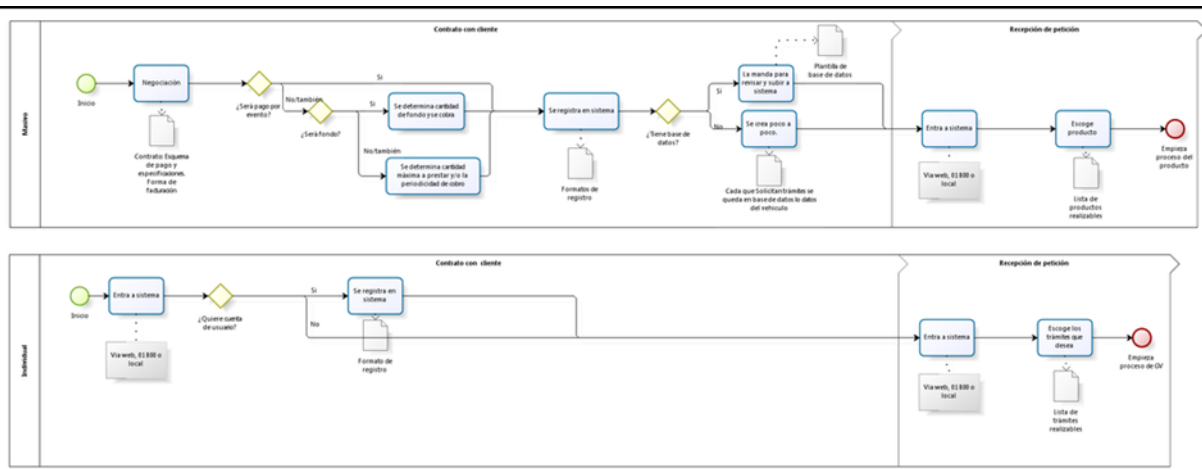 Contrato con cliente
Recepción de petición
Masivo
Inicio
Negociación
Contrato: Esquema
de pago y
especificaciones.
Forma de
facturación
¿Será pago por
evento?
Si
No/también
¿Será fondo?
Si
Se determina cantidad
de fondo y se cobra
No/también
Se determina cantidad
máxima a prestar y/o la
periodicidad de cobro
Se registra en sistema
Formatos de
registro
¿Tiene base de
datos?
Si
La manda para
revisar y subir a
sistema
Plantilla de
base de datos
No
Se crea poco a
poco.
Cada que Solicitan trámites se
queda en base de datos lo datos
del vehiculo
Entra a sistema
Via web, 01 800 o
local
Escoge
producto
Lista de
productos
realizables
Empieza
proceso del
producto
Contrato con cliente
Recepción de petición
Individual
Inicio
Entra a sistema
Via web, 01 800 o
local
¿Quiere cuenta
de usuario?
Si
Se registra en
sistema
No
Formato de
registro
Entra a sistema
Via web, 01 800 o
local
Escoge los
trámites que
desea
Lista de
trámites
realizables
Empieza
proceso de GV